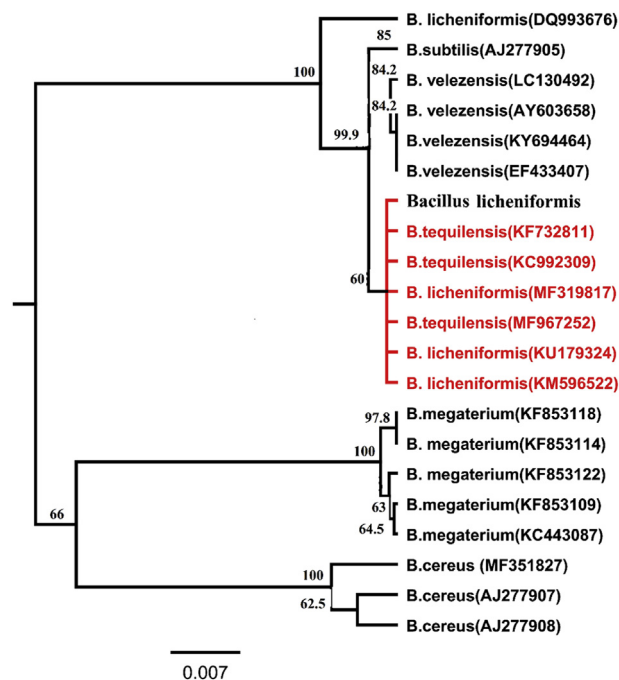 B. licheniformis(DQ993676)
85
B.subtilis(AJ277905)
84.2
B. velezensis(LC130492)
100
84.2
B. velezensis(AY603658)
99.9
B.velezensis(KY694464)
B.velezensis(EF433407)
Bacillus licheniformis
B.tequilensis(KF732811)
B.tequilensis(KC992309)
60
B. licheniformis(MF319817)
B.tequilensis(MF967252)
B. licheniformis(KU179324)
B. licheniformis(KM596522)
97.8
B.megaterium(KF853118)
B. megaterium(KF853114)
100
B. megaterium(KF853122)
63
B.megaterium(KF853109)
66
64.5
B.megaterium(KC443087)
B.cereus (MF351827)
100
B.cereus(AJ277907)
62.5
B.cereus(AJ277908)
0.007